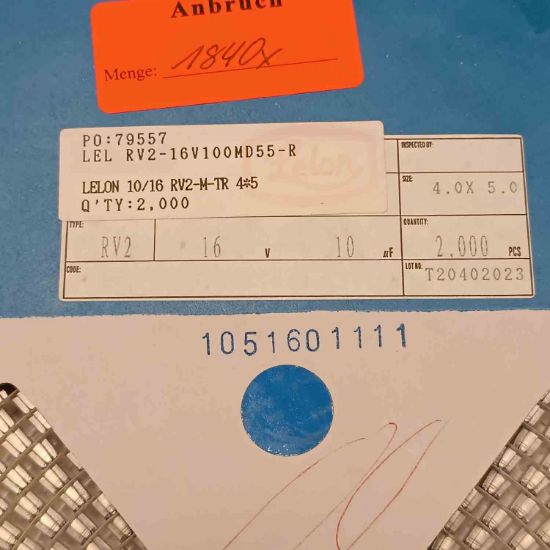 Anbruch
Menge: 1840x
PO:79557
LEL RV2-16V100MD55-R
LELON 10/16 RV2-M-TR 4*5
Q'TY:2,000
Lelon
INSPECTED BY:
SIZE: 4.0X 5.0
TYPE: RV2 16 V 10 µF
QUANTITY: 2,000 PCS
CODE:
LOT NO: T20402023
1051601111